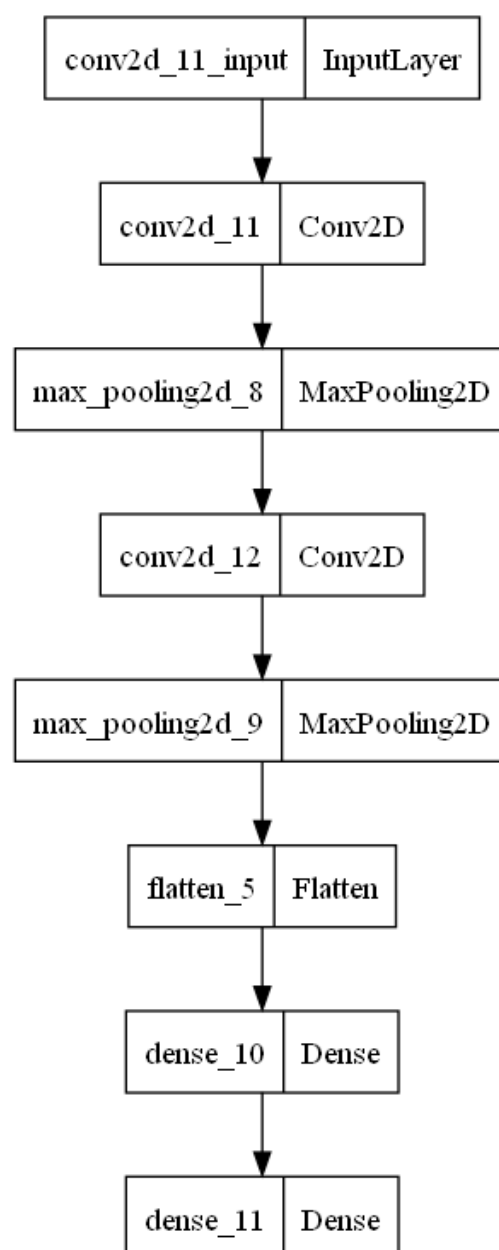 conv2d_11_input InputLayer
conv2d_11 Conv2D
max_pooling2d_8 MaxPooling2D
conv2d_12 Conv2D
max_pooling2d_9 MaxPooling2D
flatten_5 Flatten
dense_10 Dense
dense_11 Dense